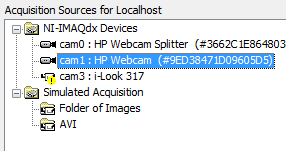 Acquisition Sources for Localhost
NI-IMAQdx Devices
cam0 : HP Webcam Splitter (#3662C1E864803
cam1 : HP Webcam (#9ED38471D09605D5)
cam3 : i-Look 317
Simulated Acquisition
Folder of Images
AVI